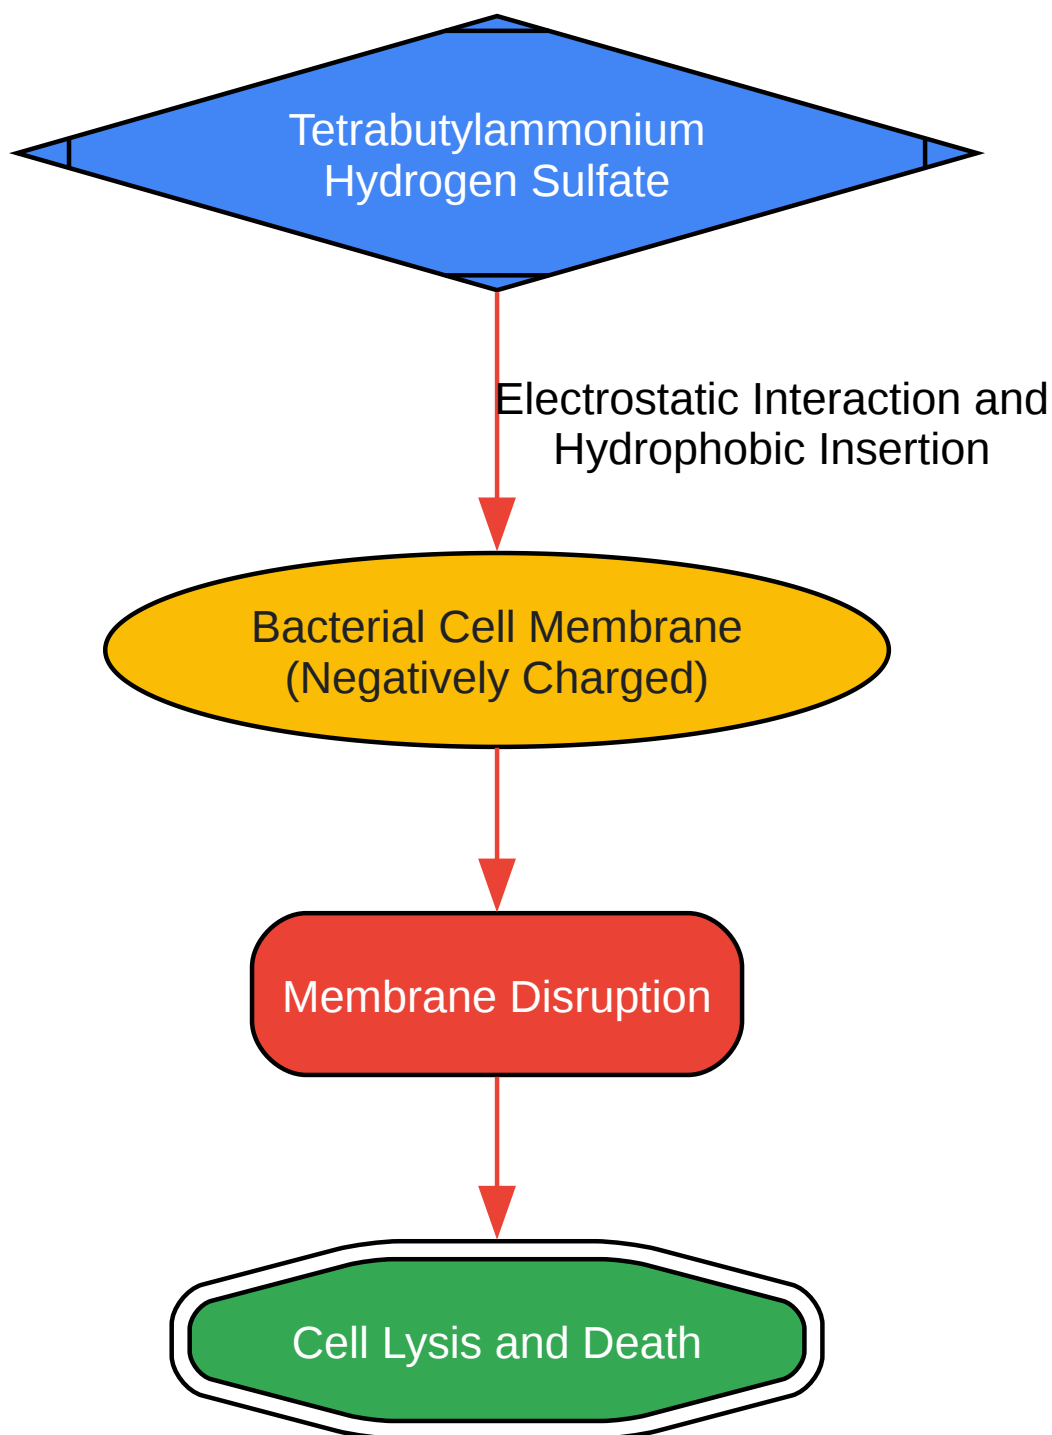 Tetrabutylammonium
Hydrogen Sulfate
Electrostatic Interaction and
Hydrophobic Insertion
Bacterial Cell Membrane
(Negatively Charged)
Membrane Disruption
Cell Lysis and Death